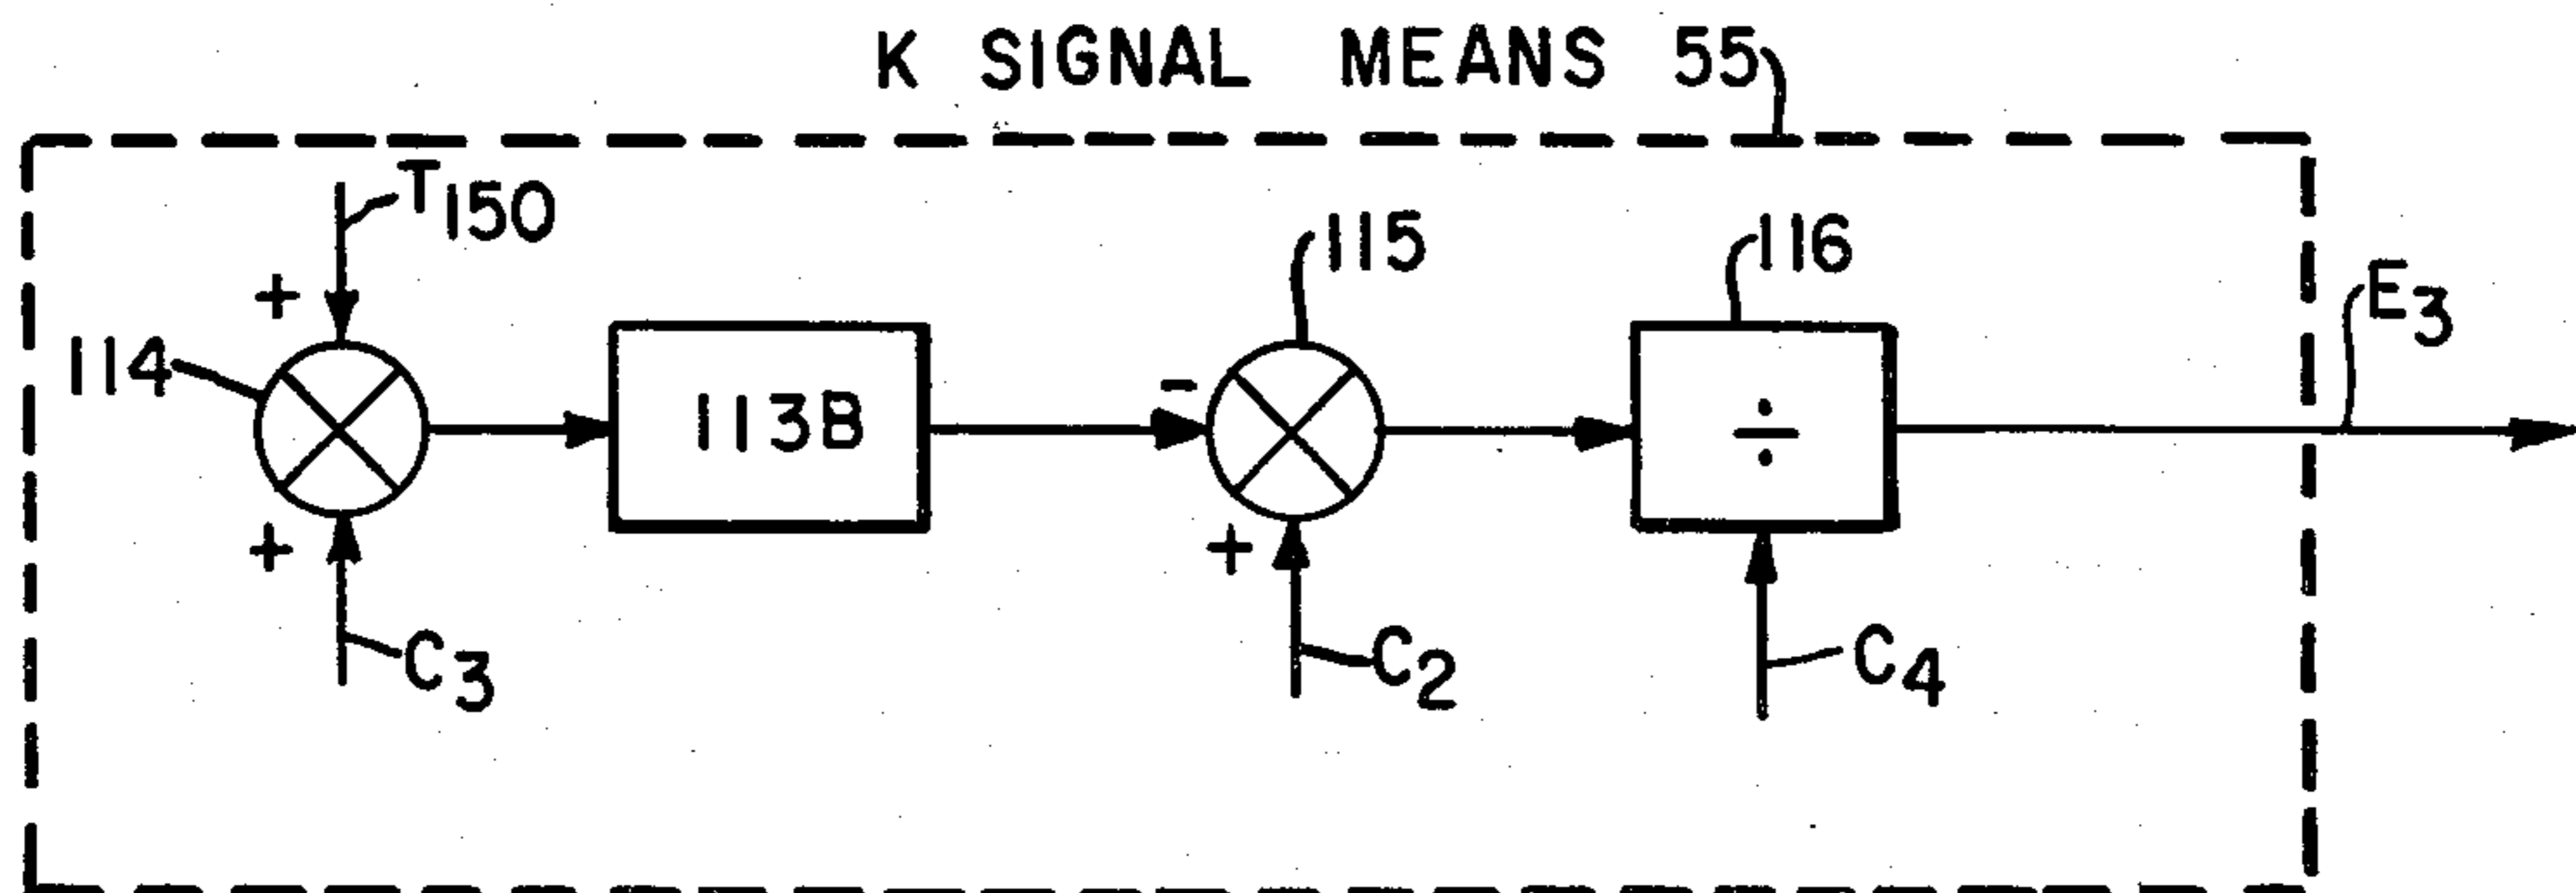 K SIGNAL MEANS 55
T150
+
114
115
116
E3
113B
-
÷
+
+
C3
C2
C4